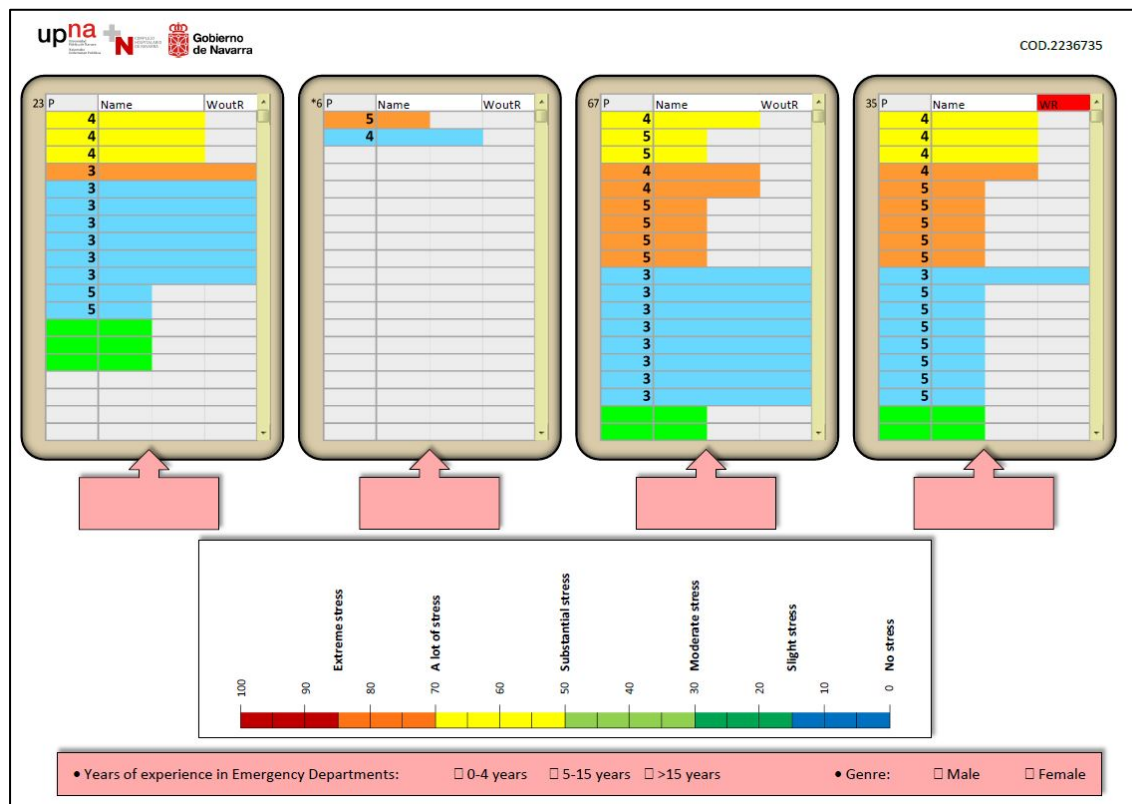 upna
N
Gobierno
de Navarra
COD.2236735
23 P Name WoutR
4
4
4
3
3
3
3
3
3
3
5
5
*6 P Name WoutR
5
4
67 P Name WoutR
4
5
5
4
4
5
5
5
5
3
3
3
3
3
3
3
3
35 P Name WR
4
4
4
4
5
5
5
5
5
3
5
5
5
5
5
5
5
Extreme stress
A lot of stress
Substantial stress
Moderate stress
Slight stress
No stress
100 90 80 70 60 50 40 30 20 10 0
• Years of experience in Emergency Departments: □ 0-4 years □ 5-15 years □ >15 years • Genre: □ Male □ Female